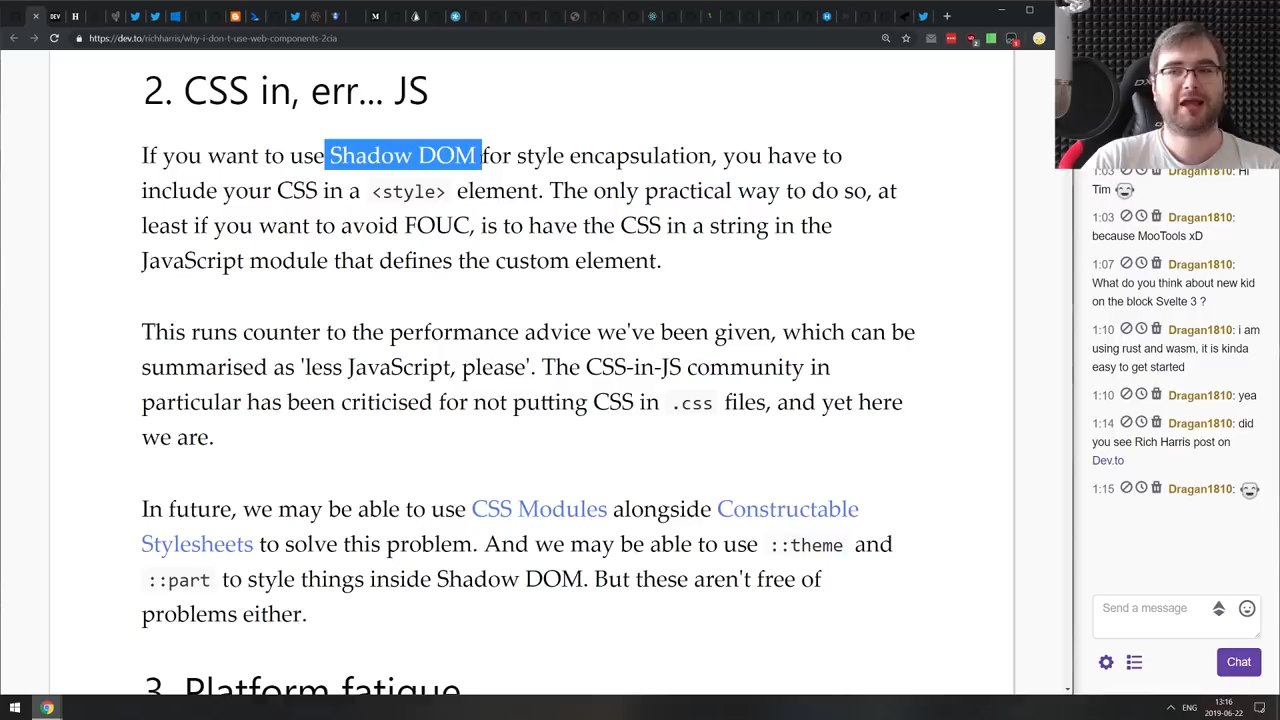 DEV
H
M
https://dev.to/richharris/why-i-don-t-use-web-components-2cia
2. CSS in, err... JS
If you want to use Shadow DOM for style encapsulation, you have to
include your CSS in a <style> element. The only practical way to do so, at
least if you want to avoid FOUC, is to have the CSS in a string in the
JavaScript module that defines the custom element.
This runs counter to the performance advice we've been given, which can be
summarised as 'less JavaScript, please'. The CSS-in-JS community in
particular has been criticised for not putting CSS in .css files, and yet here
we are.
In future, we may be able to use CSS Modules alongside Constructable
Stylesheets to solve this problem. And we may be able to use ::theme and
::part to style things inside Shadow DOM. But these aren't free of
problems either.
3. Platform fatigue
1:03 Dragan1810: Hi
Tim
1:03 Dragan1810:
because MooTools xD
1:07 Dragan1810:
What do you think about new kid
on the block Svelte 3 ?
1:10 Dragan1810: i am
using rust and wasm, it is kinda
easy to get started
1:10 Dragan1810: yea
1:14 Dragan1810: did
you see Rich Harris post on
Dev.to
1:15 Dragan1810:
Send a message
Chat
ENG
13:16
2019-06-22